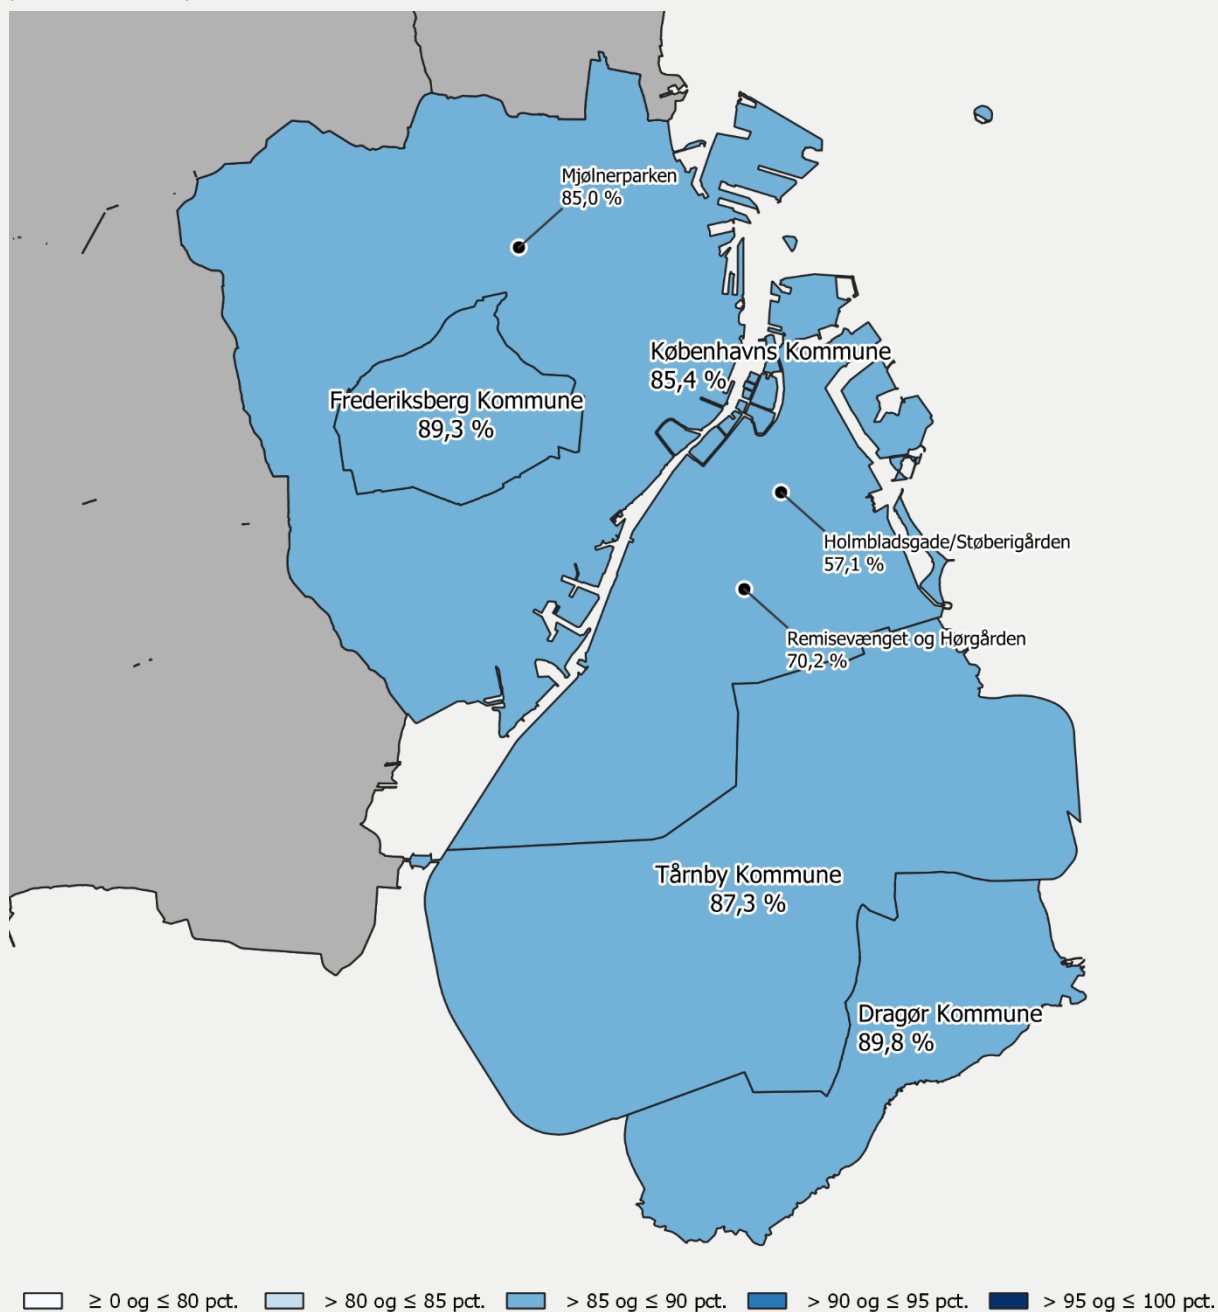 Mjølnerparken
85,0 %
Københavns Kommune
85,4 %
Frederiksberg Kommune
89,3 %
Holmbladsgade/Støberigården
57,1 %
Remisevænget og Hørgården
70,2 %
Tårnby Kommune
87,3 %
Dragør Kommune
89,8 %
≥ 0 og ≤ 80 pct. > 80 og ≤ 85 pct. > 85 og ≤ 90 pct. > 90 og ≤ 95 pct. > 95 og ≤ 100 pct.